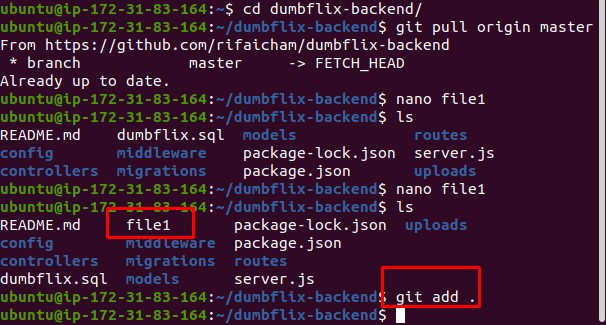 ubuntu@ip-172-31-83-164:~$ cd dumbflix-backend/
ubuntu@ip-172-31-83-164:~/dumbflix-backend$ git pull origin master
From https://github.com/rifaicham/dumbflix-backend
 * branch            master     -> FETCH_HEAD
Already up to date.
ubuntu@ip-172-31-83-164:~/dumbflix-backend$ nano file1
ubuntu@ip-172-31-83-164:~/dumbflix-backend$ ls
README.md    dumbflix.sql  models             routes
config       middleware    package-lock.json  server.js
controllers  migrations    package.json       uploads
ubuntu@ip-172-31-83-164:~/dumbflix-backend$ nano file1
ubuntu@ip-172-31-83-164:~/dumbflix-backend$ ls
README.md     file1       package-lock.json  uploads
config        middleware  package.json
controllers   migrations  routes
dumbflix.sql  models      server.js
ubuntu@ip-172-31-83-164:~/dumbflix-backend$ git add .
ubuntu@ip-172-31-83-164:~/dumbflix-backend$